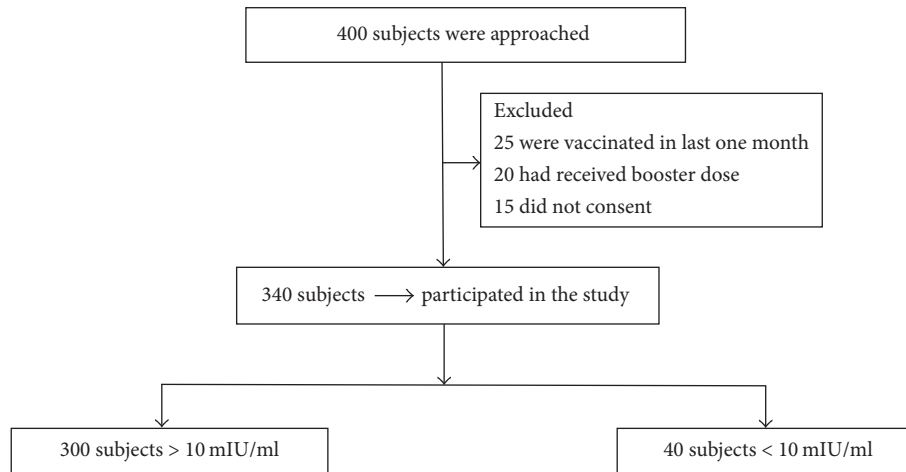 400 subjects were approached
Excluded
25 were vaccinated in last one month
20 had received booster dose
15 did not consent
340 subjects ⟶ participated in the study
300 subjects > 10 mIU/ml
40 subjects < 10 mIU/ml